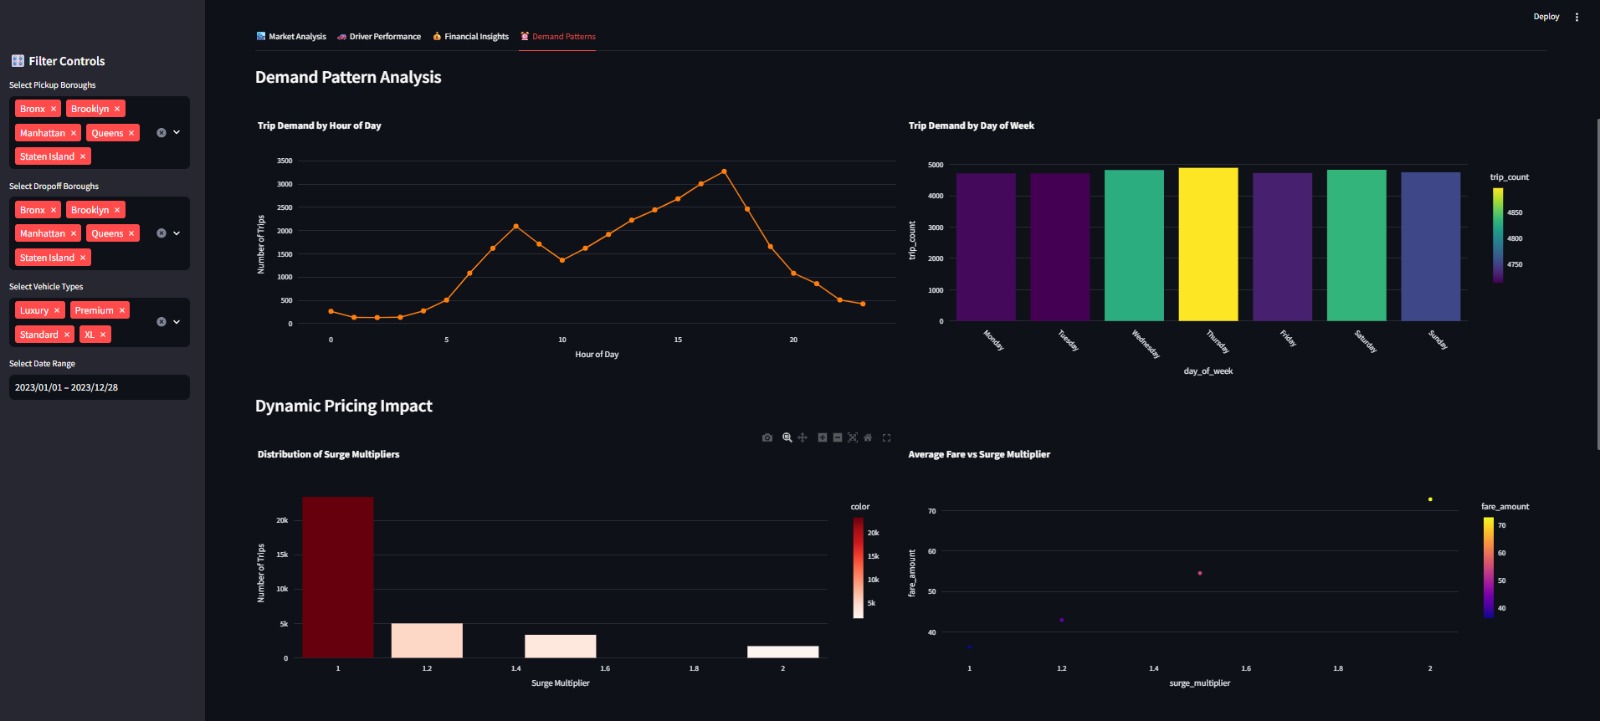 Deploy
Market Analysis
Driver Performance
Financial Insights
Demand Patterns
Filter Controls
Select Pickup Boroughs
Bronx × Brooklyn ×
Manhattan × Queens ×
Staten Island ×
Select Dropoff Boroughs
Bronx × Brooklyn ×
Manhattan × Queens ×
Staten Island ×
Select Vehicle Types
Luxury × Premium ×
Standard × XL ×
Select Date Range
2023/01/01 – 2023/12/28
Demand Pattern Analysis
Trip Demand by Hour of Day
Number of Trips
3500
3000
2500
2000
1500
1000
500
0
0 5 10 15 20
Hour of Day
Trip Demand by Day of Week
trip_count
5000
4000
3000
2000
1000
0
Monday Tuesday Wednesday Thursday Friday Saturday Sunday
day_of_week
trip_count
4850
4800
4750
Dynamic Pricing Impact
Distribution of Surge Multipliers
Number of Trips
20k
15k
10k
5k
0
1 1.2 1.4 1.6 1.8 2
Surge Multiplier
color
20k
15k
10k
5k
Average Fare vs Surge Multiplier
fare_amount
70
60
50
40
1 1.2 1.4 1.6 1.8 2
surge_multiplier
fare_amount
70
60
50
40